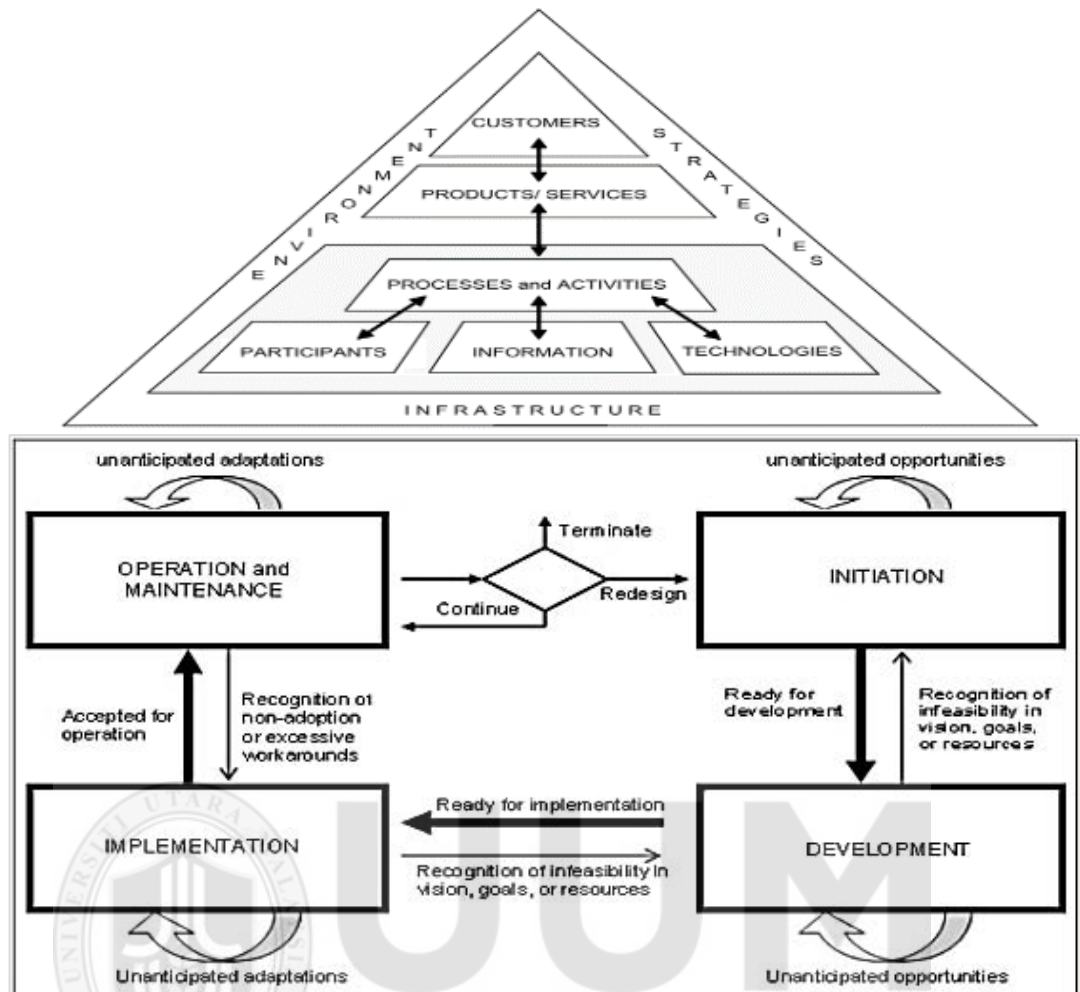 CUSTOMERS
ENVIRONMENT
STRATEGIES
PRODUCTS/ SERVICES
PROCESSES and ACTIVITIES
PARTICIPANTS
INFORMATION
TECHNOLOGIES
INFRASTRUCTURE
unanticipated adaptations
unanticipated opportunities
OPERATION and
MAINTENANCE
Terminate
Continue
Redesign
INITIATION
Accepted for
operation
Recognition of
non-adoption
or excessive
workarounds
Ready for
development
Recognition of
infeasibility in
vision, goals,
or resources
IMPLEMENTATION
Ready for implementation
Recognition of infeasibility in
vision, goals, or resources
DEVELOPMENT
Unanticipated adaptations
Unanticipated opportunities
UUM
UNIVERSITI UTARA MALAYSIA